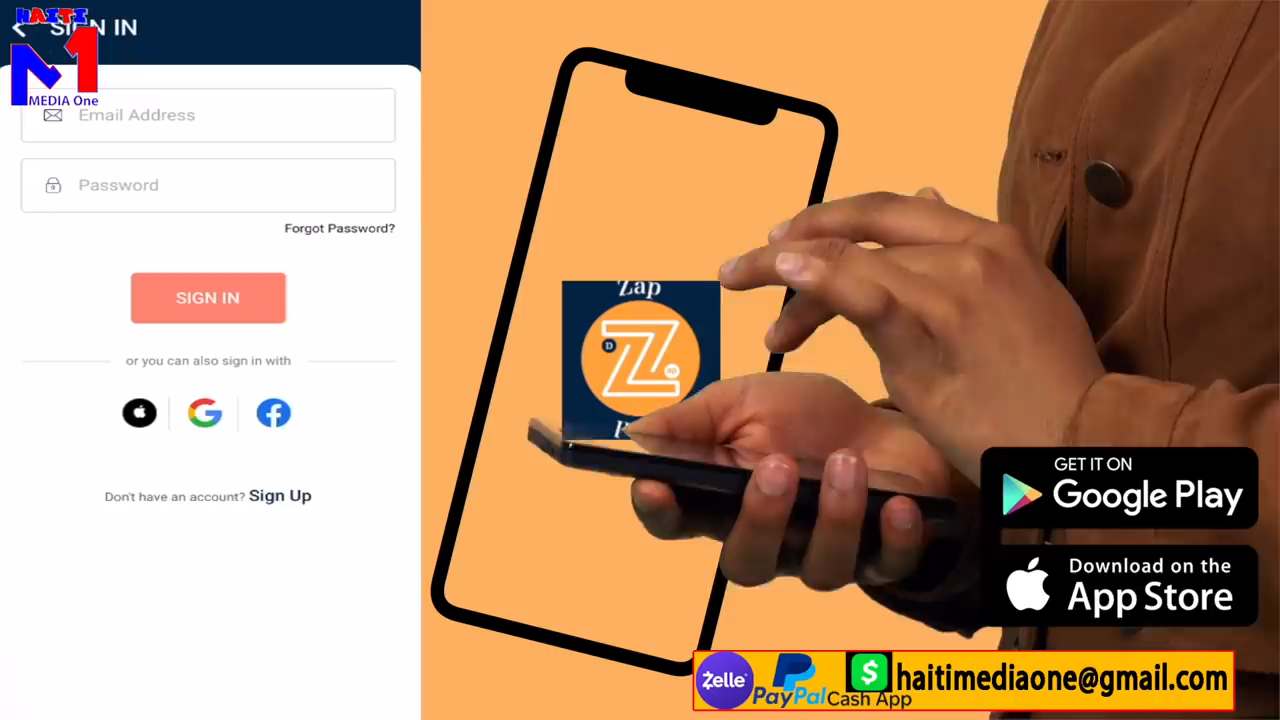 HAITI
M1
MEDIA One
SIGN IN
Email Address
Password
Forgot Password?
SIGN IN
or you can also sign in with
G
f
Don't have an account? Sign Up
Zap
Z
D
GET IT ON
Google Play
Download on the
App Store
Zelle
PayPal
$
Cash App
haitimediaone@gmail.com